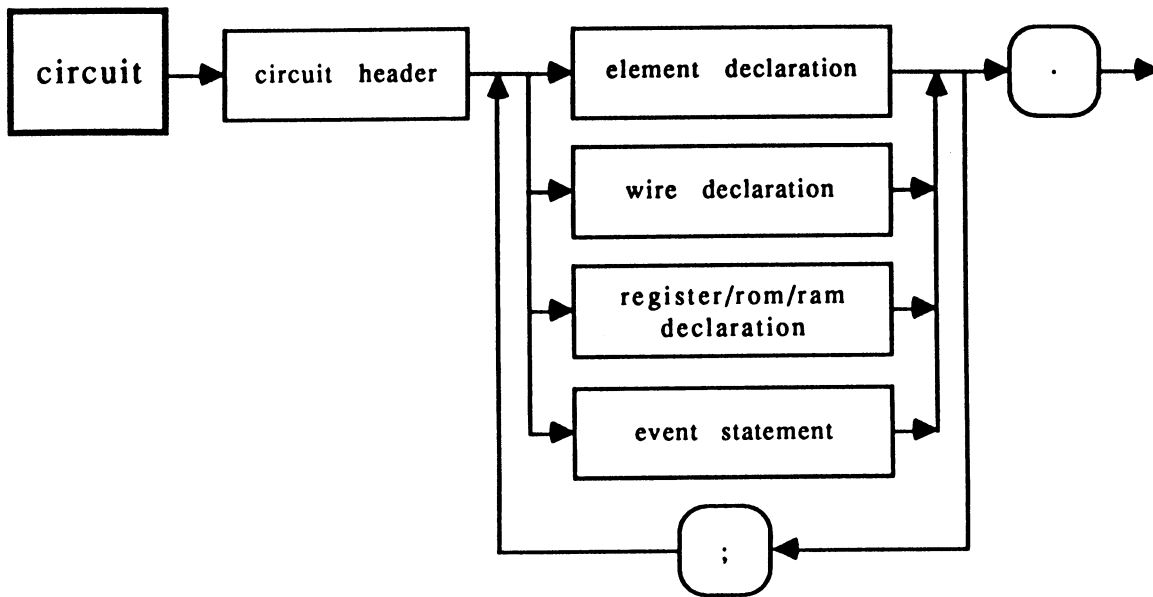 circuit
circuit header
element declaration
.
wire declaration
register/rom/ram
declaration
event statement
;